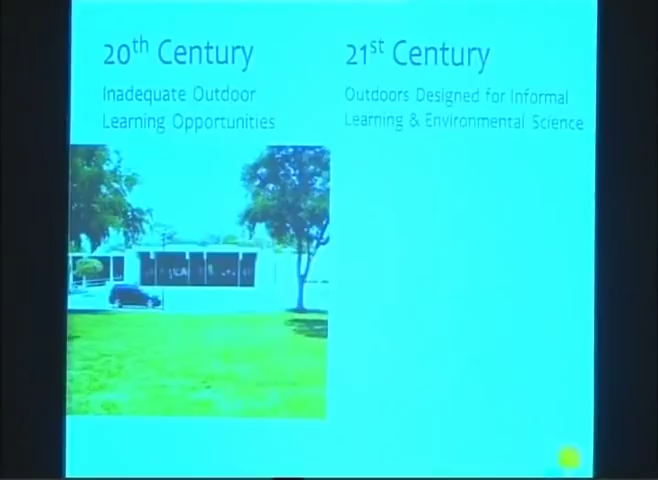 20th Century
Inadequate Outdoor
Learning Opportunities
21st Century
Outdoors Designed for Informal
Learning & Environmental Science